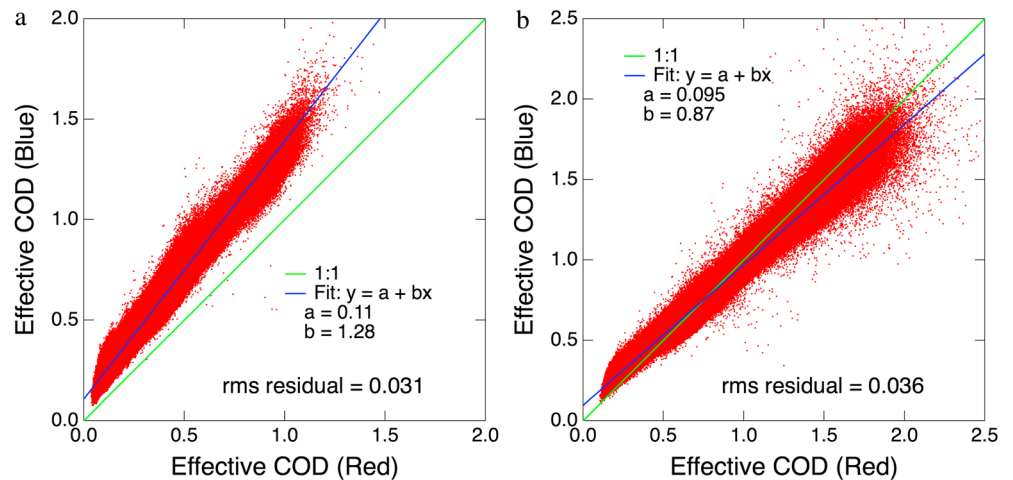 a
2.0
1.5
1.0
0.5
0.0
Effective COD (Blue)
1:1
Fit: y = a + bx
a = 0.11
b = 1.28
rms residual = 0.031
0.0 0.5 1.0 1.5 2.0
Effective COD (Red)
b
2.5
2.0
1.5
1.0
0.5
0.0
Effective COD (Blue)
1:1
Fit: y = a + bx
a = 0.095
b = 0.87
rms residual = 0.036
0.0 0.5 1.0 1.5 2.0 2.5
Effective COD (Red)